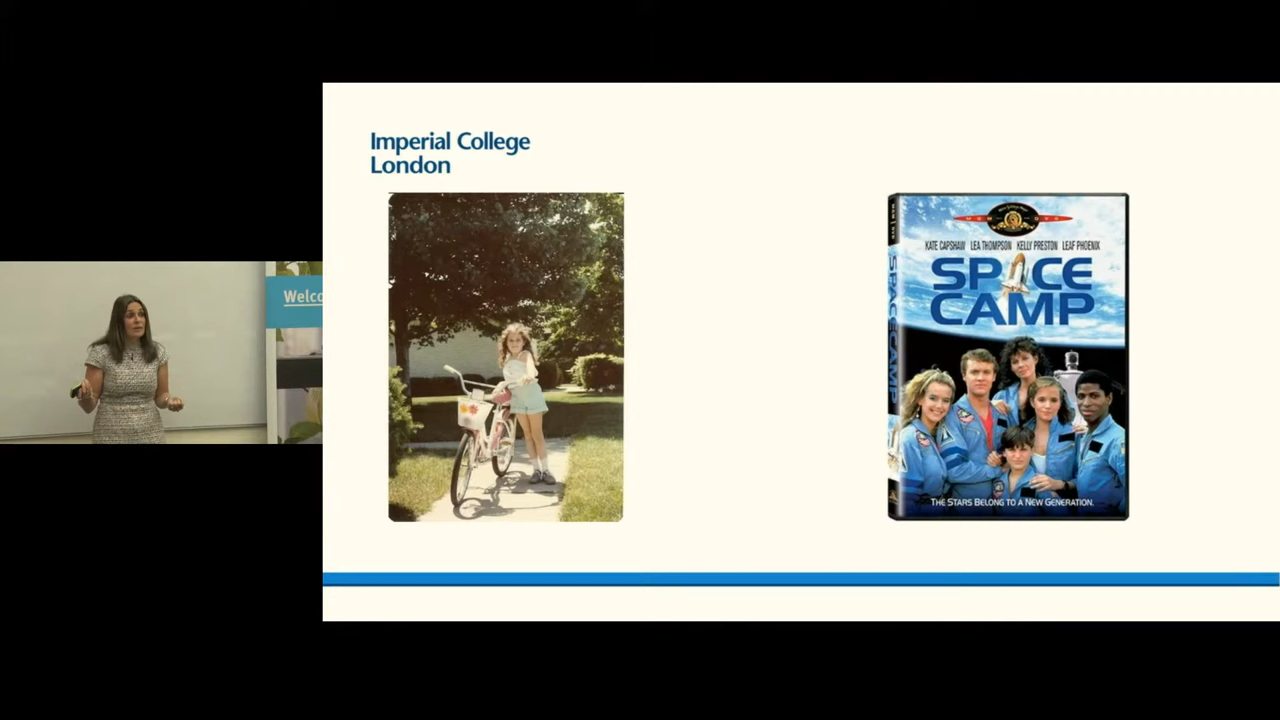 Imperial College
London
Welco
KATE CAPSHAW LEA THOMPSON KELLY PRESTON LEAF PHOENIX
SPACE
CAMP
SPACECAMP
THE STARS BELONG TO A NEW GENERATION.